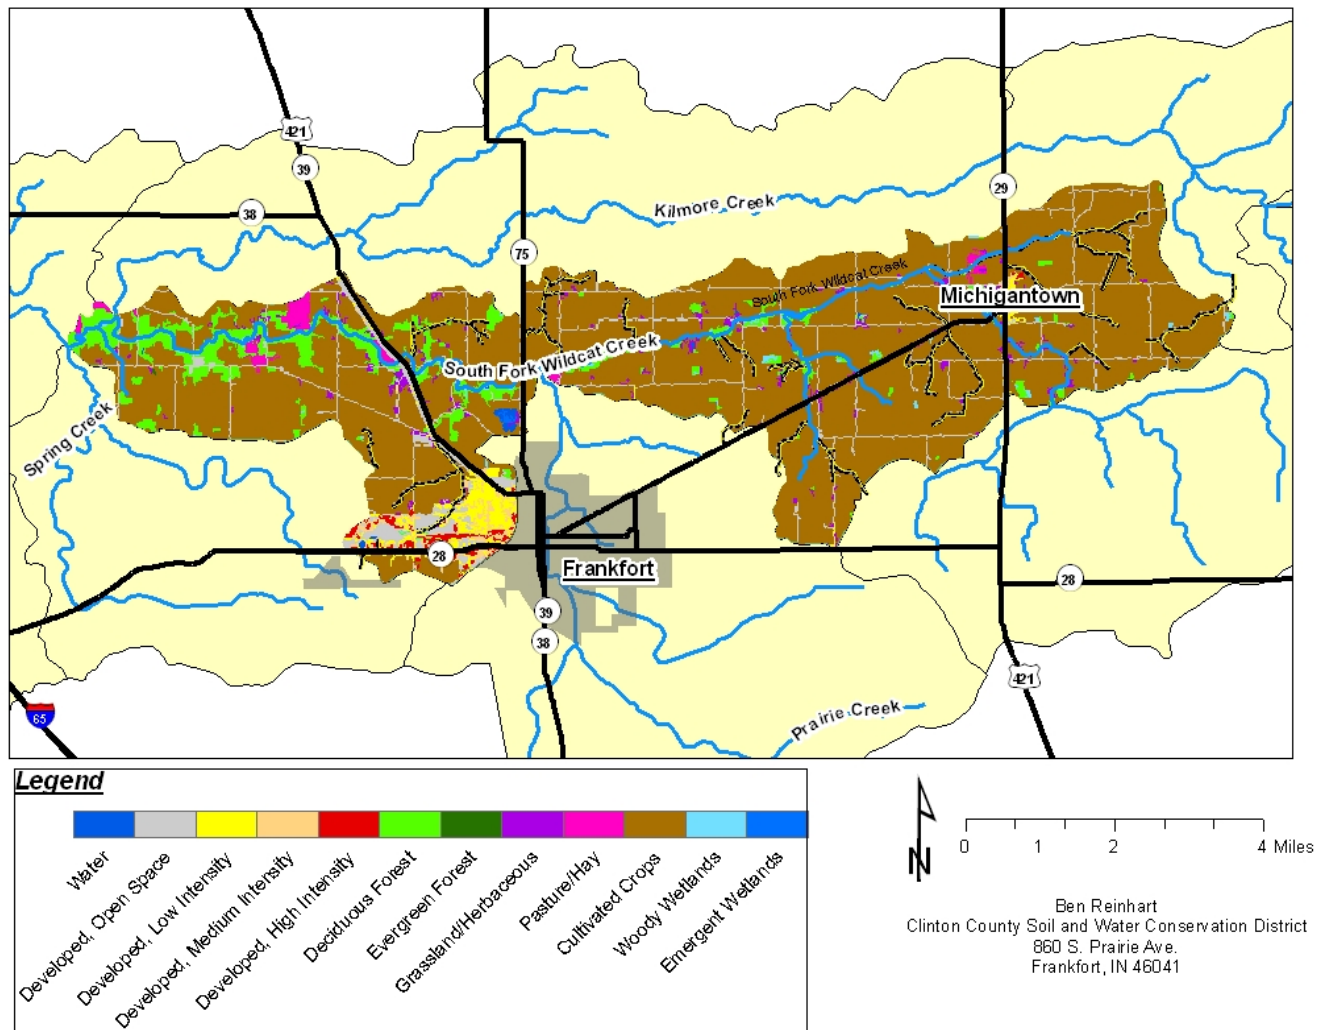 421
39
38
Kilmore Creek
29
75
South Fork Wildcat Creek
Michigantown
South Fork Wildcat Creek
Spring Creek
28
Frankfort
28
39
38
421
65
Prairie Creek
Legend
Water
Developed, Open Space
Developed, Low Intensity
Developed, Medium Intensity
Developed, High Intensity
Deciduous Forest
Evergreen Forest
Grassland/Herbaceous
Pasture/Hay
Cultivated Crops
Woody Wetlands
Emergent Wetlands
N
0 1 2 4 Miles
Ben Reinhart
Clinton County Soil and Water Conservation District
860 S. Prairie Ave.
Frankfort, IN 46041